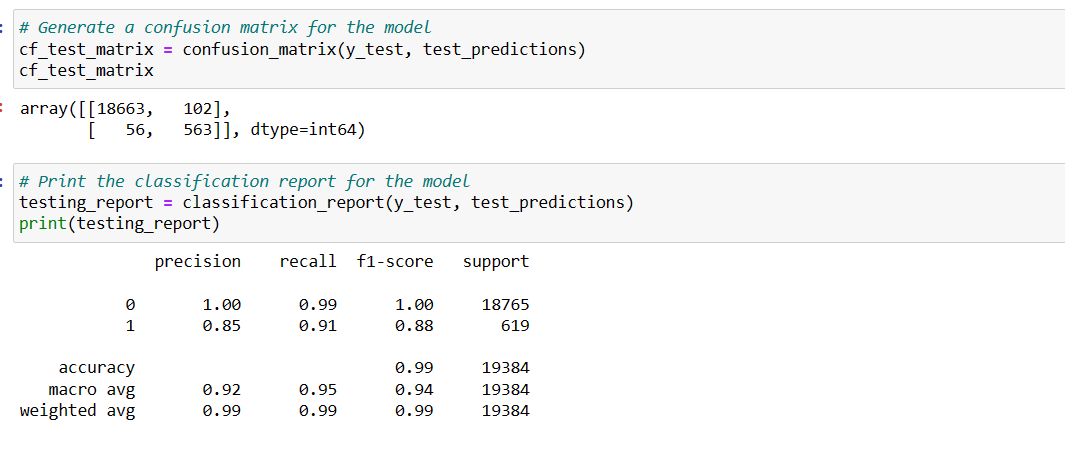 # Generate a confusion matrix for the model
cf_test_matrix = confusion_matrix(y_test, test_predictions)
cf_test_matrix
array([[18663,   102],
       [   56,   563]], dtype=int64)
# Print the classification report for the model
testing_report = classification_report(y_test, test_predictions)
print(testing_report)
              precision    recall  f1-score   support
           0       1.00      0.99      1.00     18765
           1       0.85      0.91      0.88       619
    accuracy                           0.99     19384
   macro avg       0.92      0.95      0.94     19384
weighted avg       0.99      0.99      0.99     19384